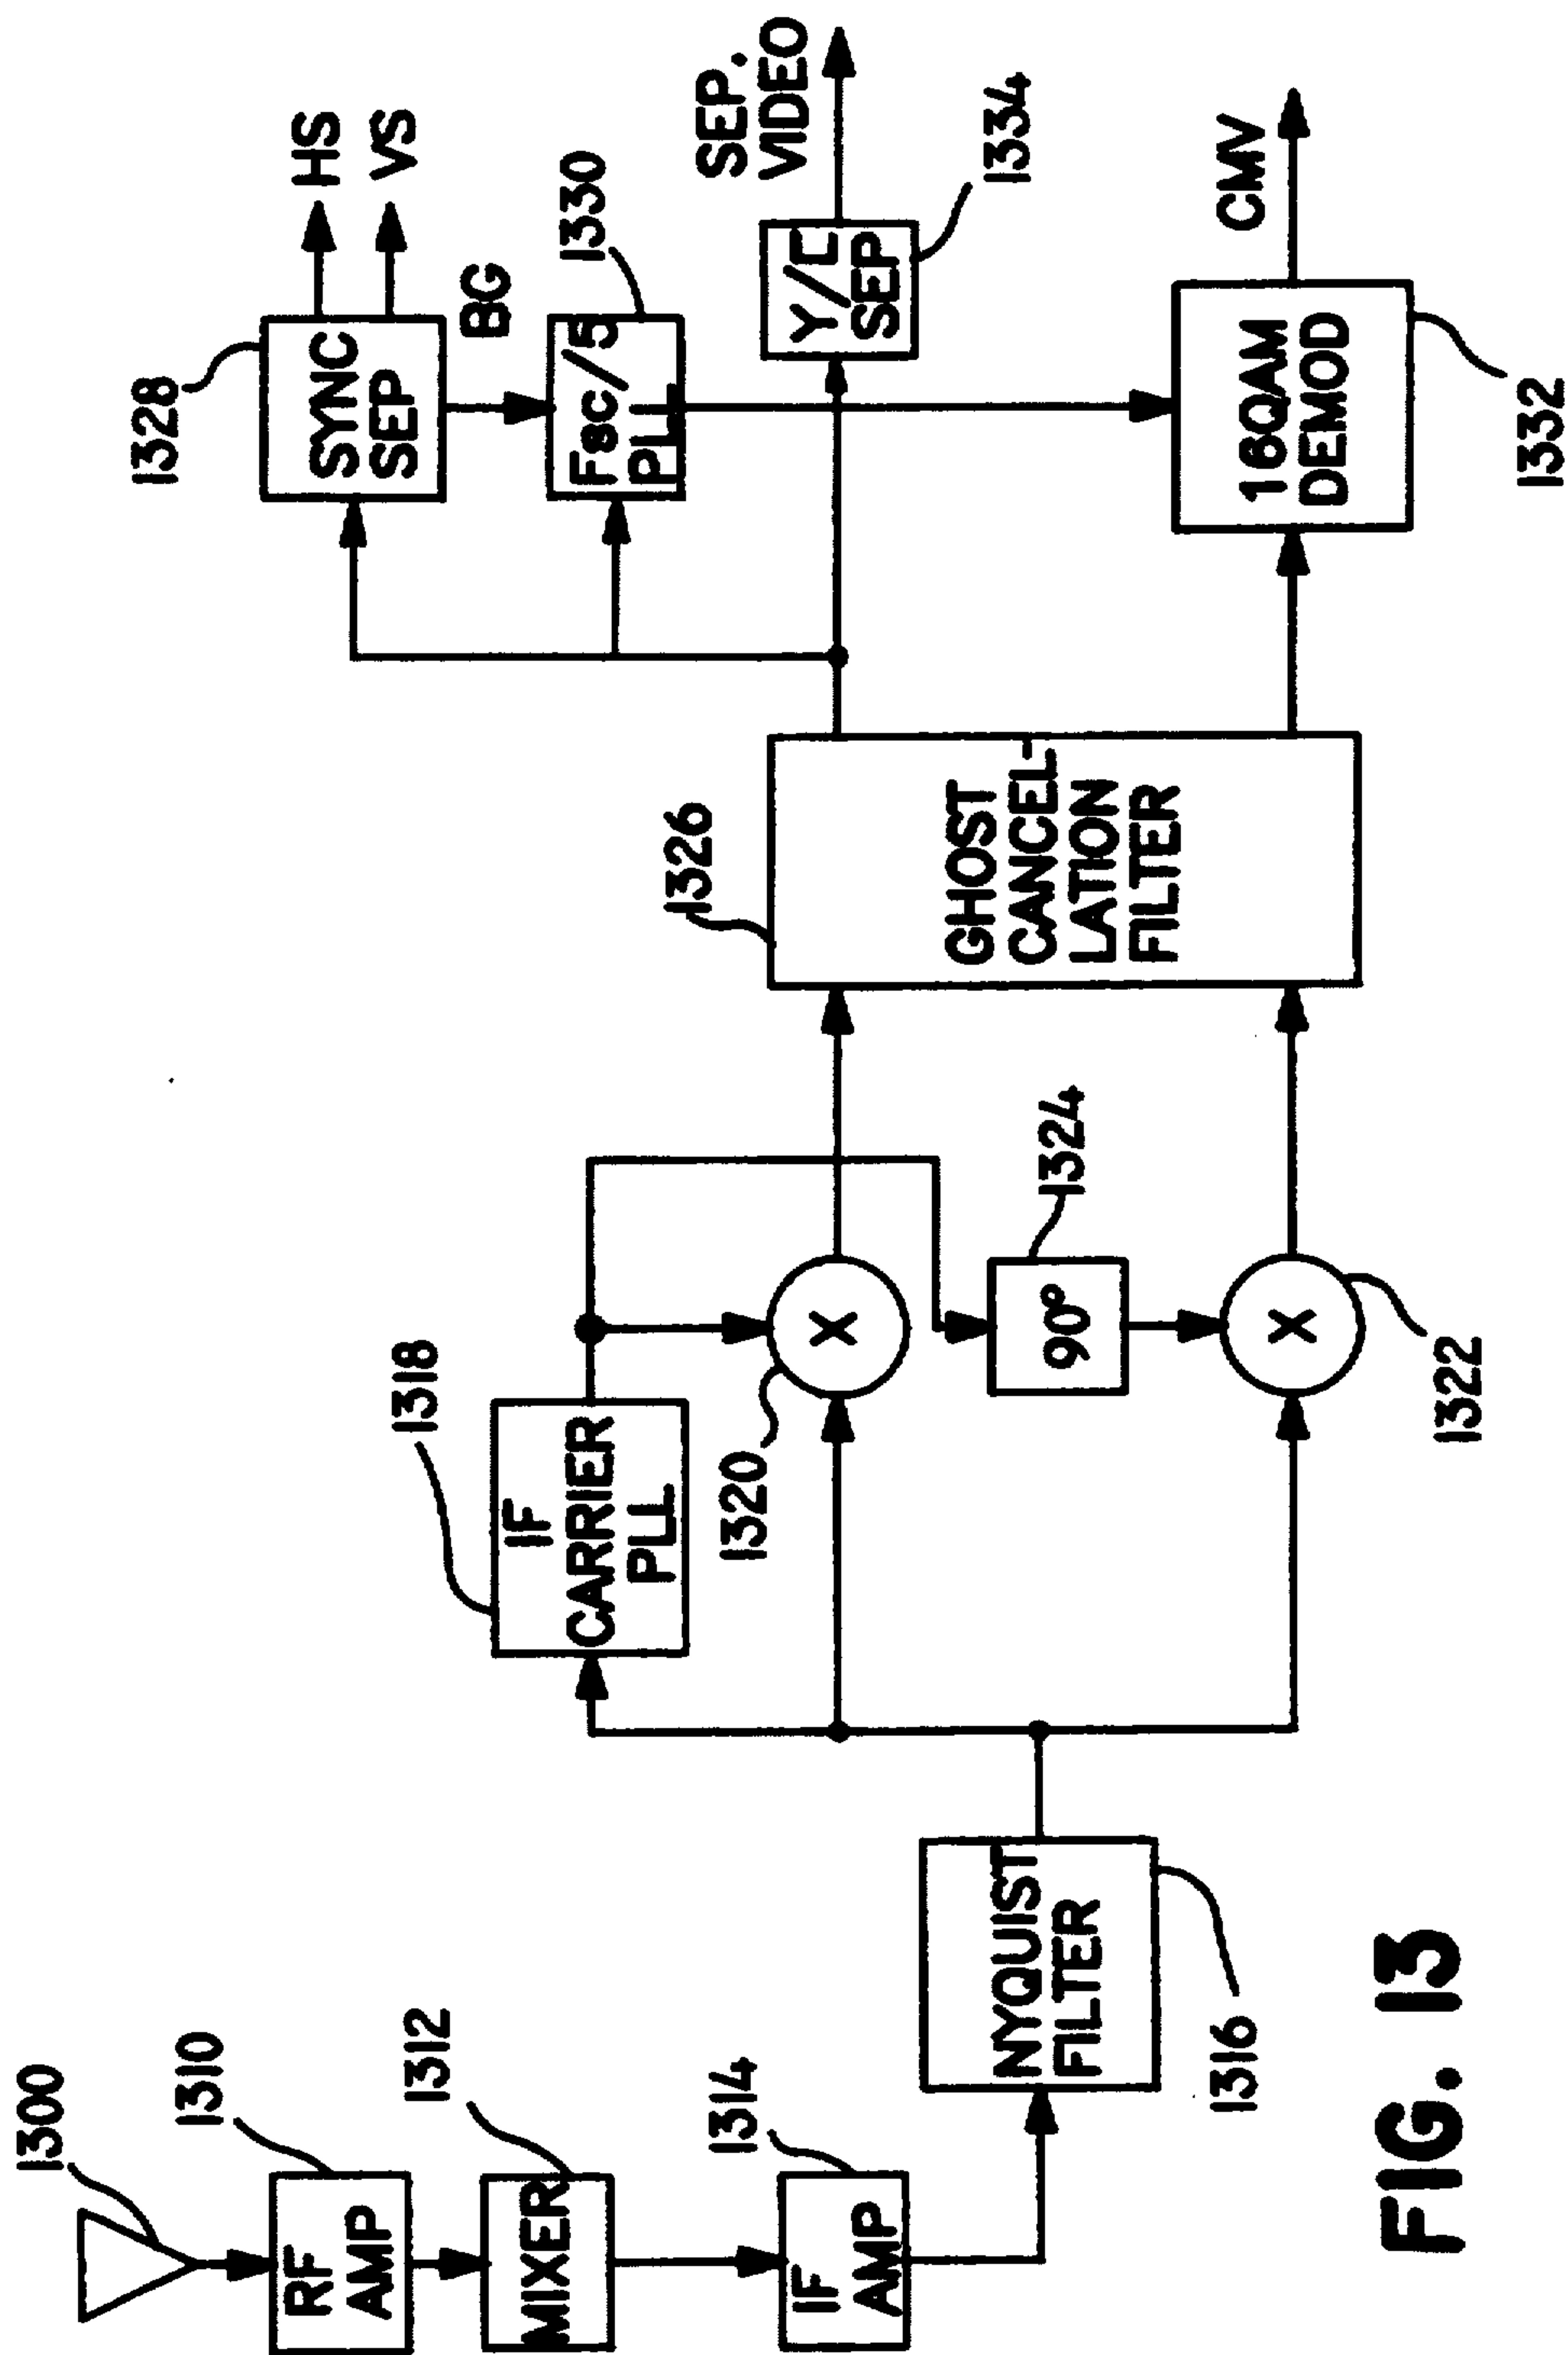 1300
1310
RF
AMP
1312
MIXER
1314
IF
AMP
1316
NYQUIST
FILTER
1318
IF
CARRIER
PLL
1320
X
1324
90º
X
1322
1326
GHOST
CANCEL-
LATION
FILTER
1328
SYNC
SEP
HS
VS
BG
1330
Fsc/5
PLL
Y/C
SEP
SEP.
VIDEO
1334
16QAM
DEMOD
CMV
1332
FIG. 13